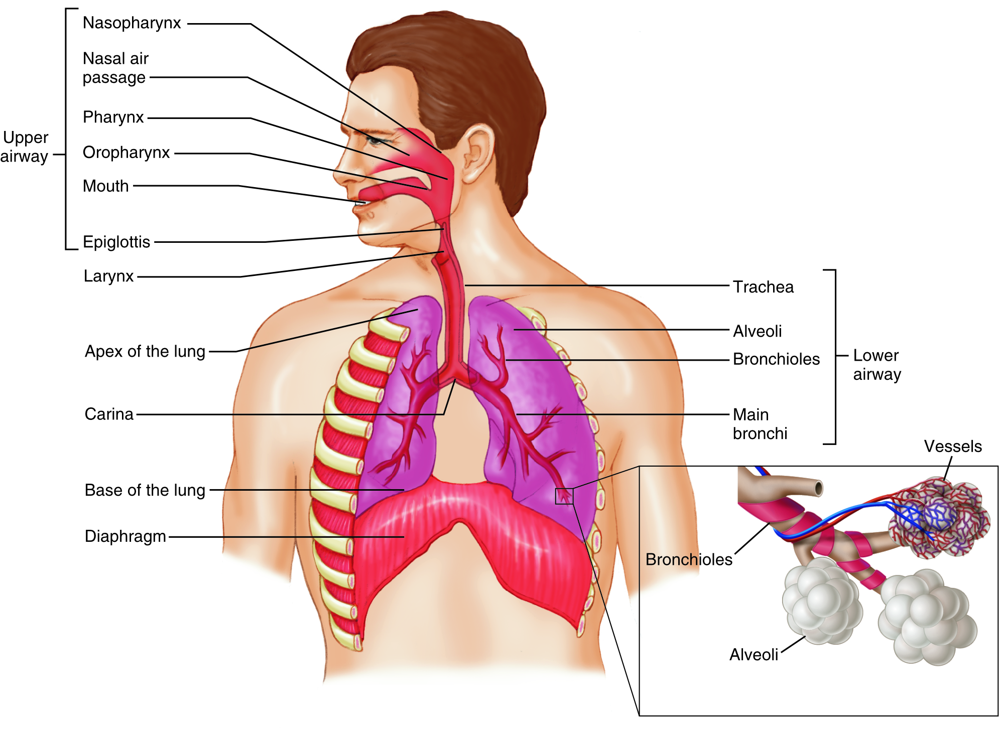 Nasopharynx
Nasal air
passage
Pharynx
Upper
airway
Oropharynx
Mouth
Epiglottis
Larynx
Apex of the lung
Carina
Base of the lung
Diaphragm
Trachea
Alveoli
Bronchioles
Lower
airway
Main
bronchi
Vessels
Bronchioles
Alveoli